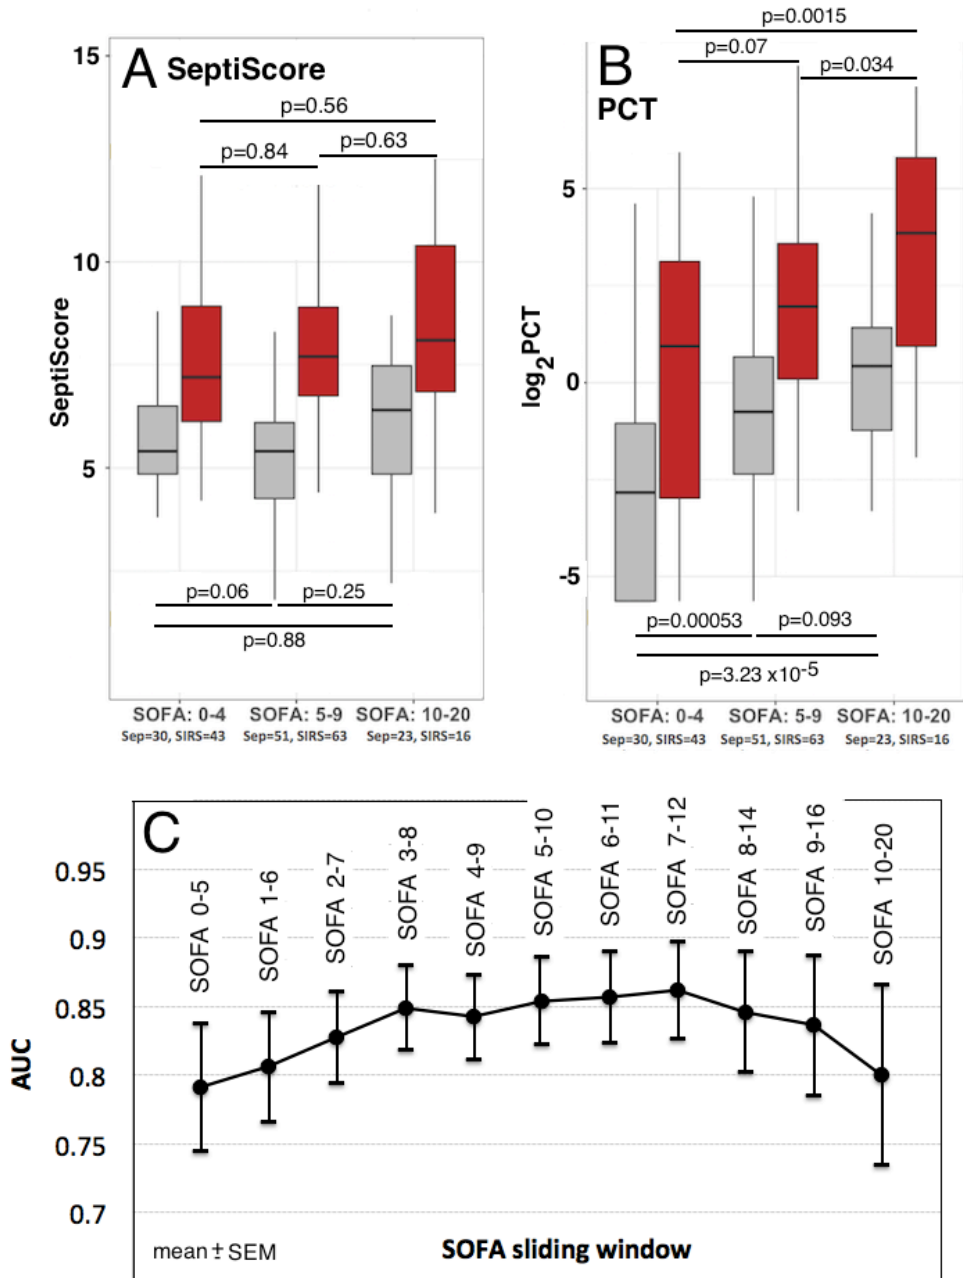 A SeptiScore
p=0.56
p=0.84
p=0.63
15
10
5
SeptiScore
p=0.06
p=0.25
p=0.88
SOFA: 0-4
SOFA: 5-9
SOFA: 10-20
Sep=30, SIRS=43
Sep=51, SIRS=63
Sep=23, SIRS=16
p=0.0015
p=0.07
p=0.034
B
PCT
5
0
-5
log2PCT
p=0.00053
p=0.093
p=3.23 x10-5
SOFA: 0-4
SOFA: 5-9
SOFA: 10-20
Sep=30, SIRS=43
Sep=51, SIRS=63
Sep=23, SIRS=16
C
0.95
0.9
0.85
0.8
0.75
0.7
AUC
SOFA 0-5
SOFA 1-6
SOFA 2-7
SOFA 3-8
SOFA 4-9
SOFA 5-10
SOFA 6-11
SOFA 7-12
SOFA 8-14
SOFA 9-16
SOFA 10-20
mean ± SEM
SOFA sliding window